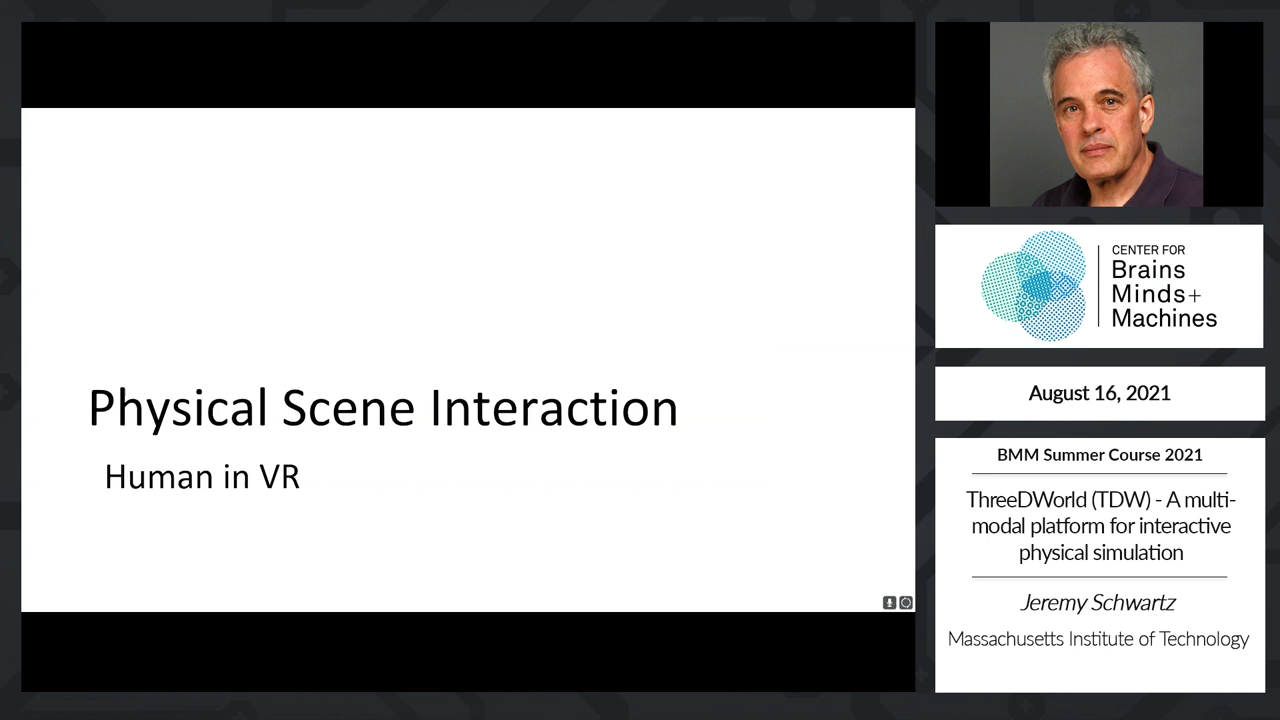 Physical Scene Interaction
Human in VR
CENTER FOR
Brains
Minds+
Machines
August 16, 2021
BMM Summer Course 2021
ThreeDWorld (TDW) - A multi-
modal platform for interactive
physical simulation
Jeremy Schwartz
Massachusetts Institute of Technology